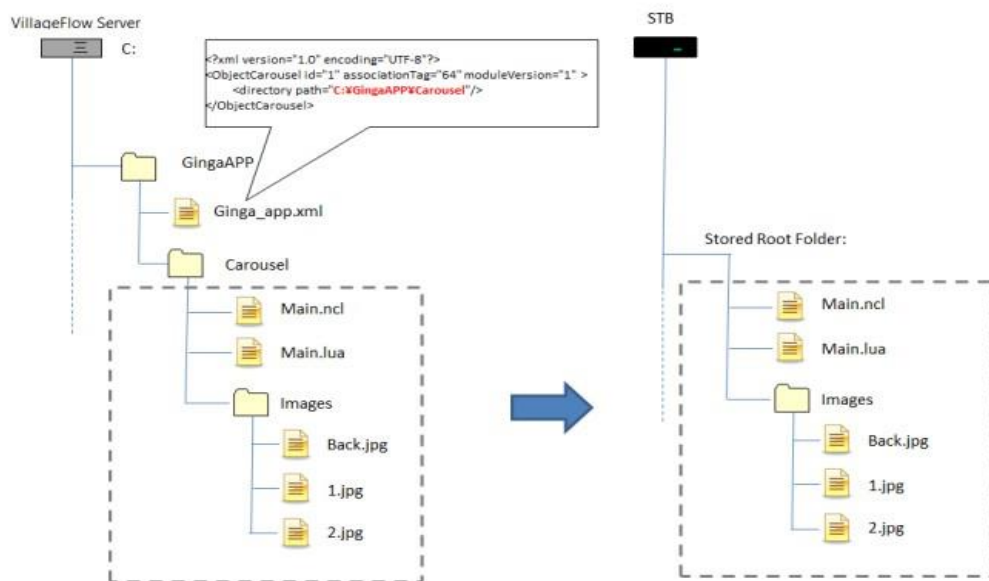 VillageFlow Server
C:
<?xml version="1.0" encoding="UTF-8"?>
<ObjectCarousel id="1" associationTag="64" moduleVersion="1" >
<directory path="C:¥GingaAPP¥Carousel"/>
</ObjectCarousel>
GingaAPP
Ginga_app.xml
Carousel
Main.ncl
Main.lua
Images
Back.jpg
1.jpg
2.jpg
STB
Stored Root Folder:
Main.ncl
Main.lua
Images
Back.jpg
1.jpg
2.jpg